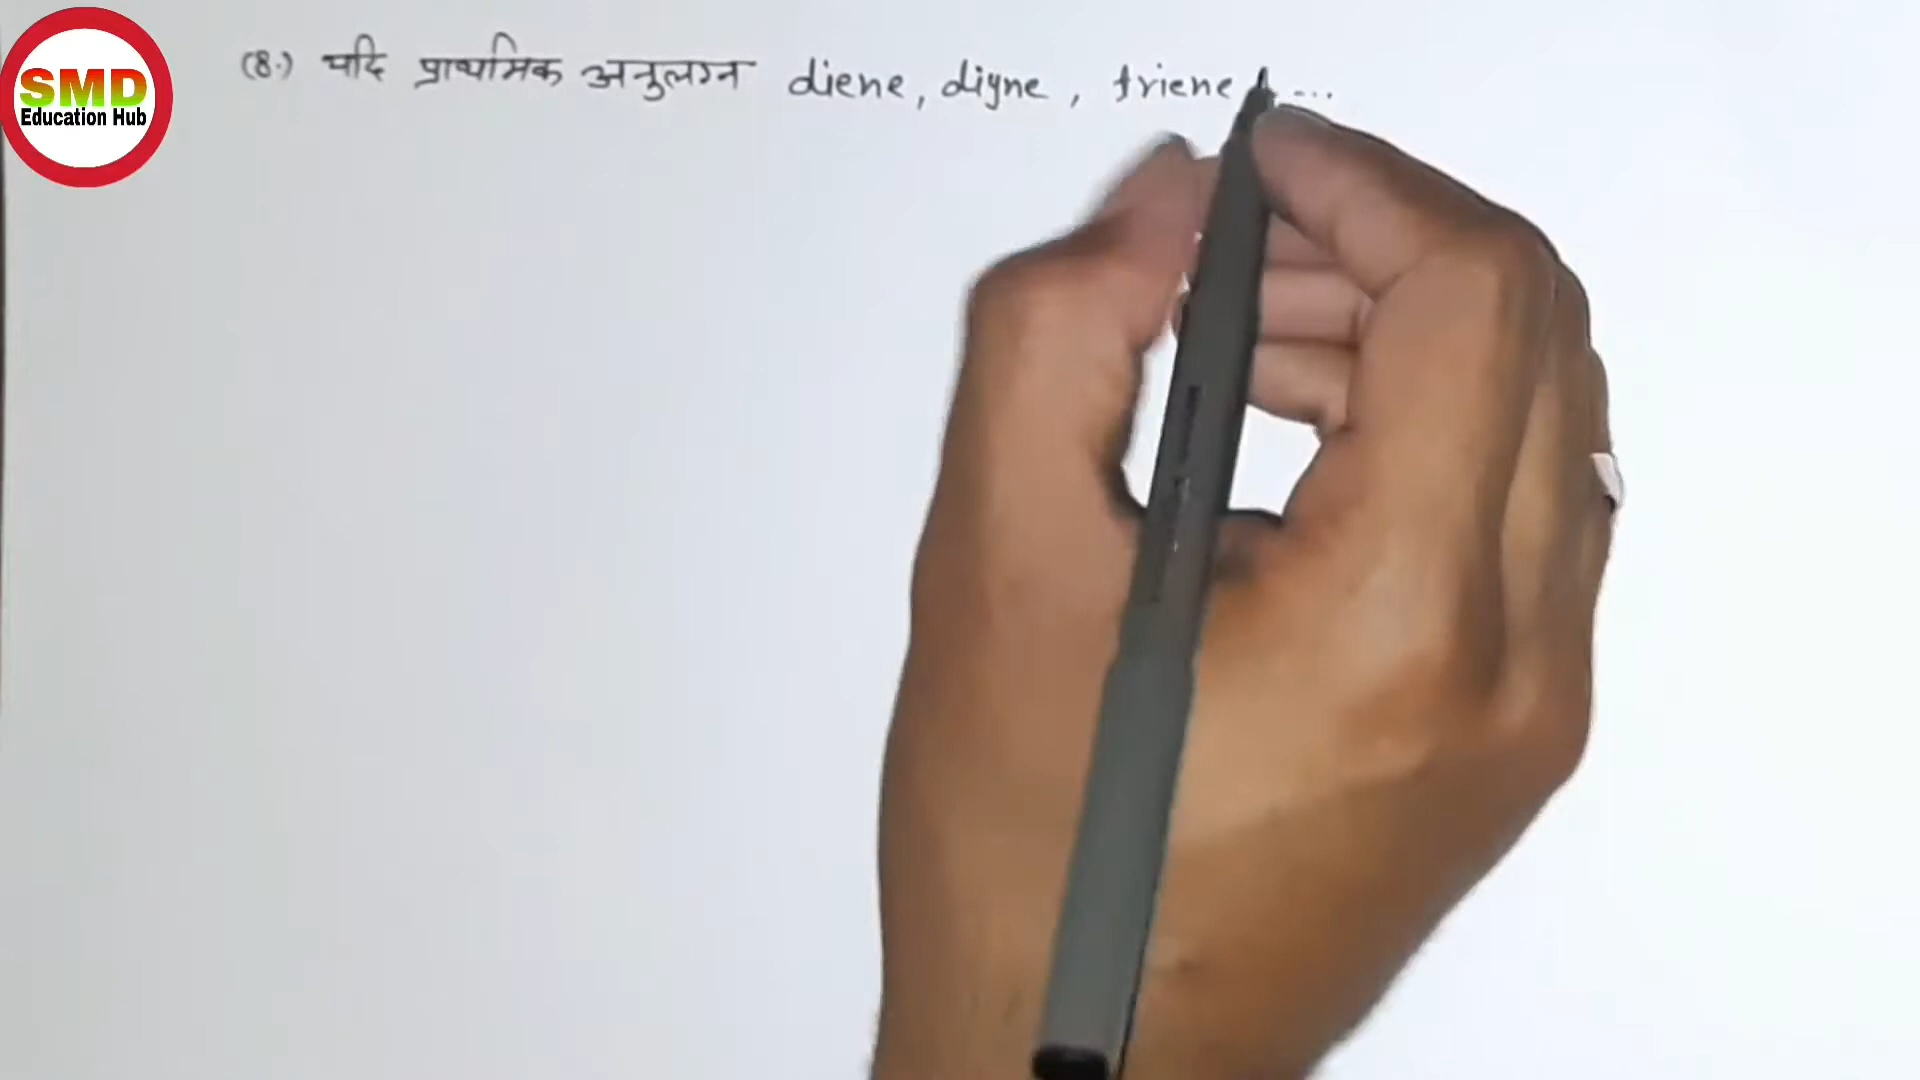 SMD
Education Hub
(8.) यदि प्राथमिक अनुलग्न diene, diyne, triene ...